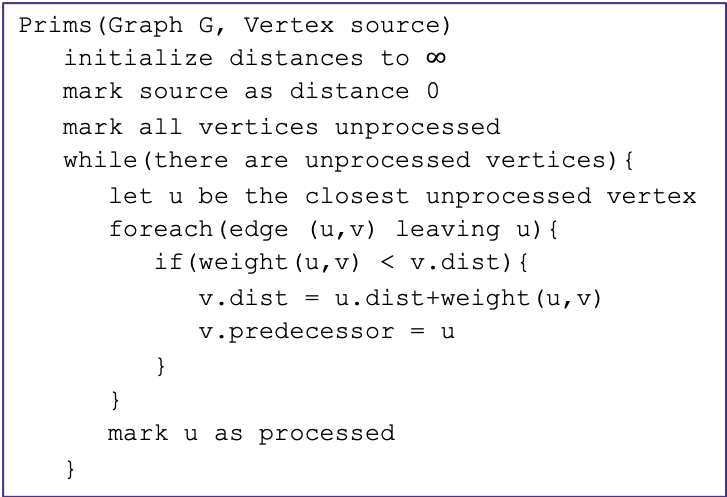 Prims(Graph G, Vertex source)
initialize distances to ∞
mark source as distance 0
mark all vertices unprocessed
while(there are unprocessed vertices){
let u be the closest unprocessed vertex
foreach(edge (u,v) leaving u){
if(weight(u,v) < v.dist){
v.dist = u.dist+weight(u,v)
v.predecessor = u
}
}
mark u as processed
}